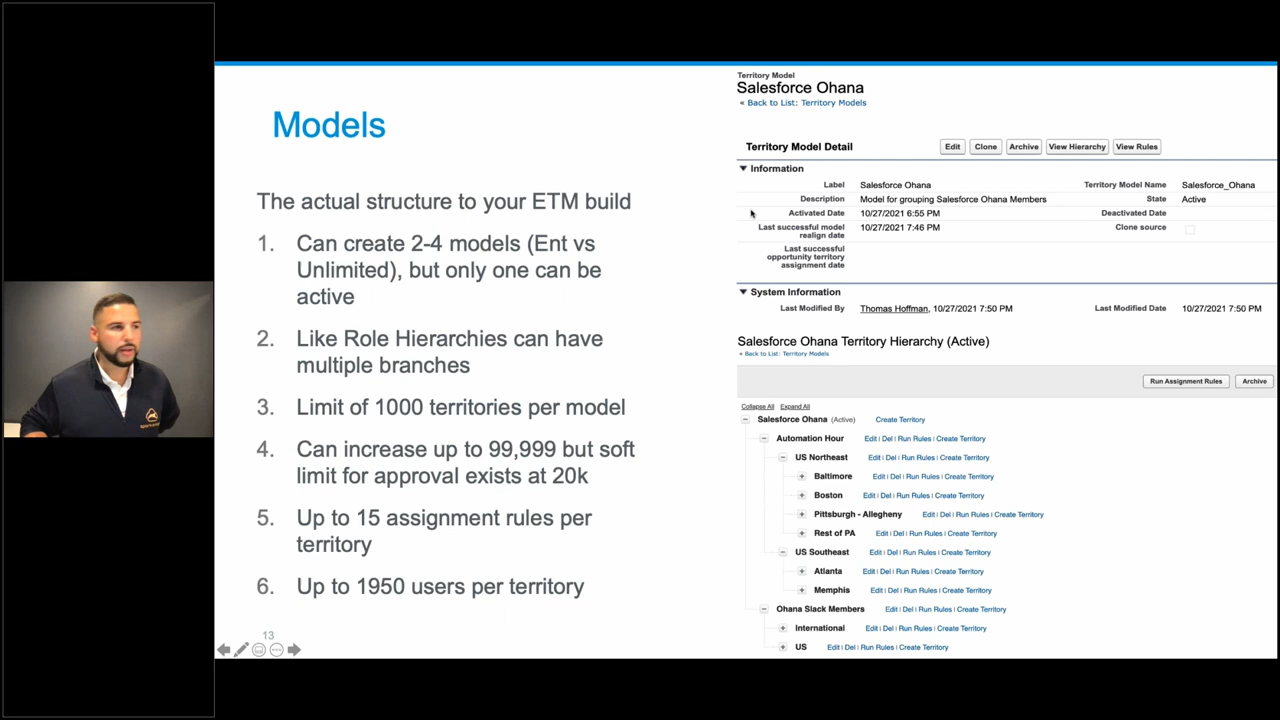 Models
The actual structure to your ETM build
1. Can create 2-4 models (Ent vs
Unlimited), but only one can be
active
2. Like Role Hierarchies can have
multiple branches
3. Limit of 1000 territories per model
4. Can increase up to 99,999 but soft
limit for approval exists at 20k
5. Up to 15 assignment rules per
territory
6. Up to 1950 users per territory
13
Territory Model
Salesforce Ohana
« Back to List: Territory Models
Territory Model Detail Edit Clone Archive View Hierarchy View Rules
Information
Label Salesforce Ohana Territory Model Name Salesforce_Ohana
Description Model for grouping Salesforce Ohana Members State Active
Activated Date 10/27/2021 6:55 PM Deactivated Date
Last successful model
realign date 10/27/2021 7:46 PM Clone source
Last successful
opportunity territory
assignment date
System Information
Last Modified By Thomas Hoffman, 10/27/2021 7:50 PM Last Modified Date 10/27/2021 7:50 PM
Salesforce Ohana Territory Hierarchy (Active)
« Back to List: Territory Models
Run Assignment Rules Archive
Collapse All Expand All
Salesforce Ohana (Active) Create Territory
Automation Hour Edit | Del | Run Rules | Create Territory
US Northeast Edit | Del | Run Rules | Create Territory
Baltimore Edit | Del | Run Rules | Create Territory
Boston Edit | Del | Run Rules | Create Territory
Pittsburgh - Allegheny Edit | Del | Run Rules | Create Territory
Rest of PA Edit | Del | Run Rules | Create Territory
US Southeast Edit | Del | Run Rules | Create Territory
Atlanta Edit | Del | Run Rules | Create Territory
Memphis Edit | Del | Run Rules | Create Territory
Ohana Slack Members Edit | Del | Run Rules | Create Territory
International Edit | Del | Run Rules | Create Territory
US Edit | Del | Run Rules | Create Territory